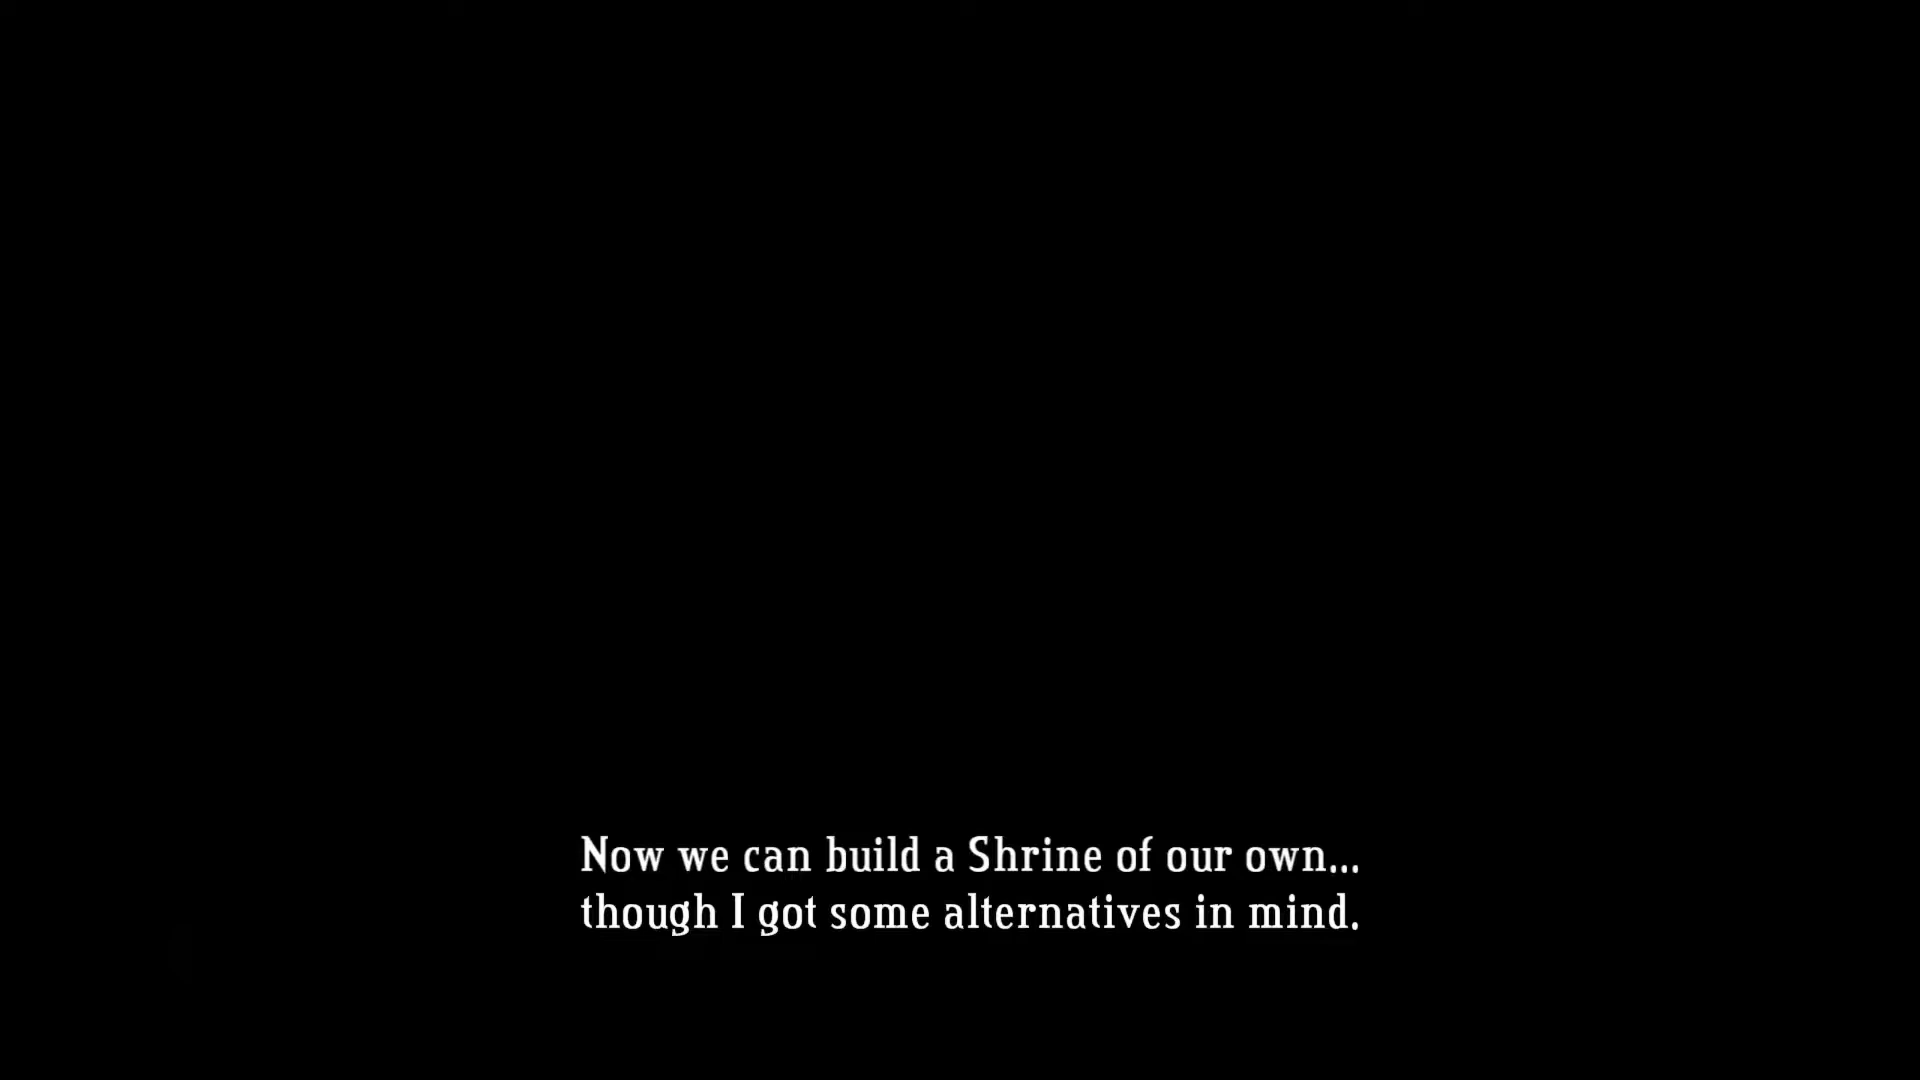 Now we can build a Shrine of our own...
though I got some alternatives in mind.